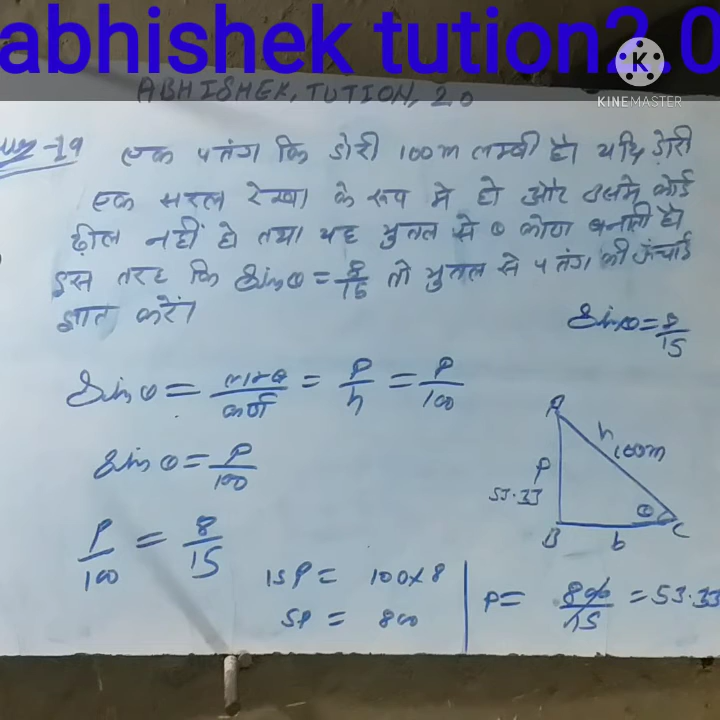 abhishek tution2.0
K
KINEMASTER
ABHISHEK, TUTION, 2.0
-19 एक पतंग कि डोरी 100m लम्बी है। यदि डोरी
एक सरल रेखा के रूप मे हो और उसमे कोई
ढ़ील नहीं हो तथा यह भुतल से θ कोण बनाती है।
इस तरह कि Sinθ = 8/15 तो भुतल से पतंग की ऊंचाई
ज्ञात करें।
Sinθ = 8/15
Sinθ = लम्ब/कर्ण = P/h = P/100
Sinθ = P/100
P/100 = 8/15
15P = 100×8
5P = 800
P = 800/15 = 53.33
A
h
100m
P
53.33
θ
B
b
C